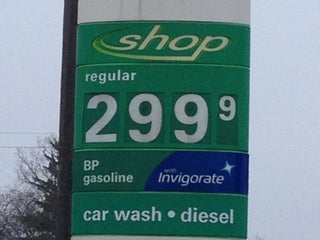 shop
regular
299 9
BP with
gasoline Invigorate
car wash • diesel